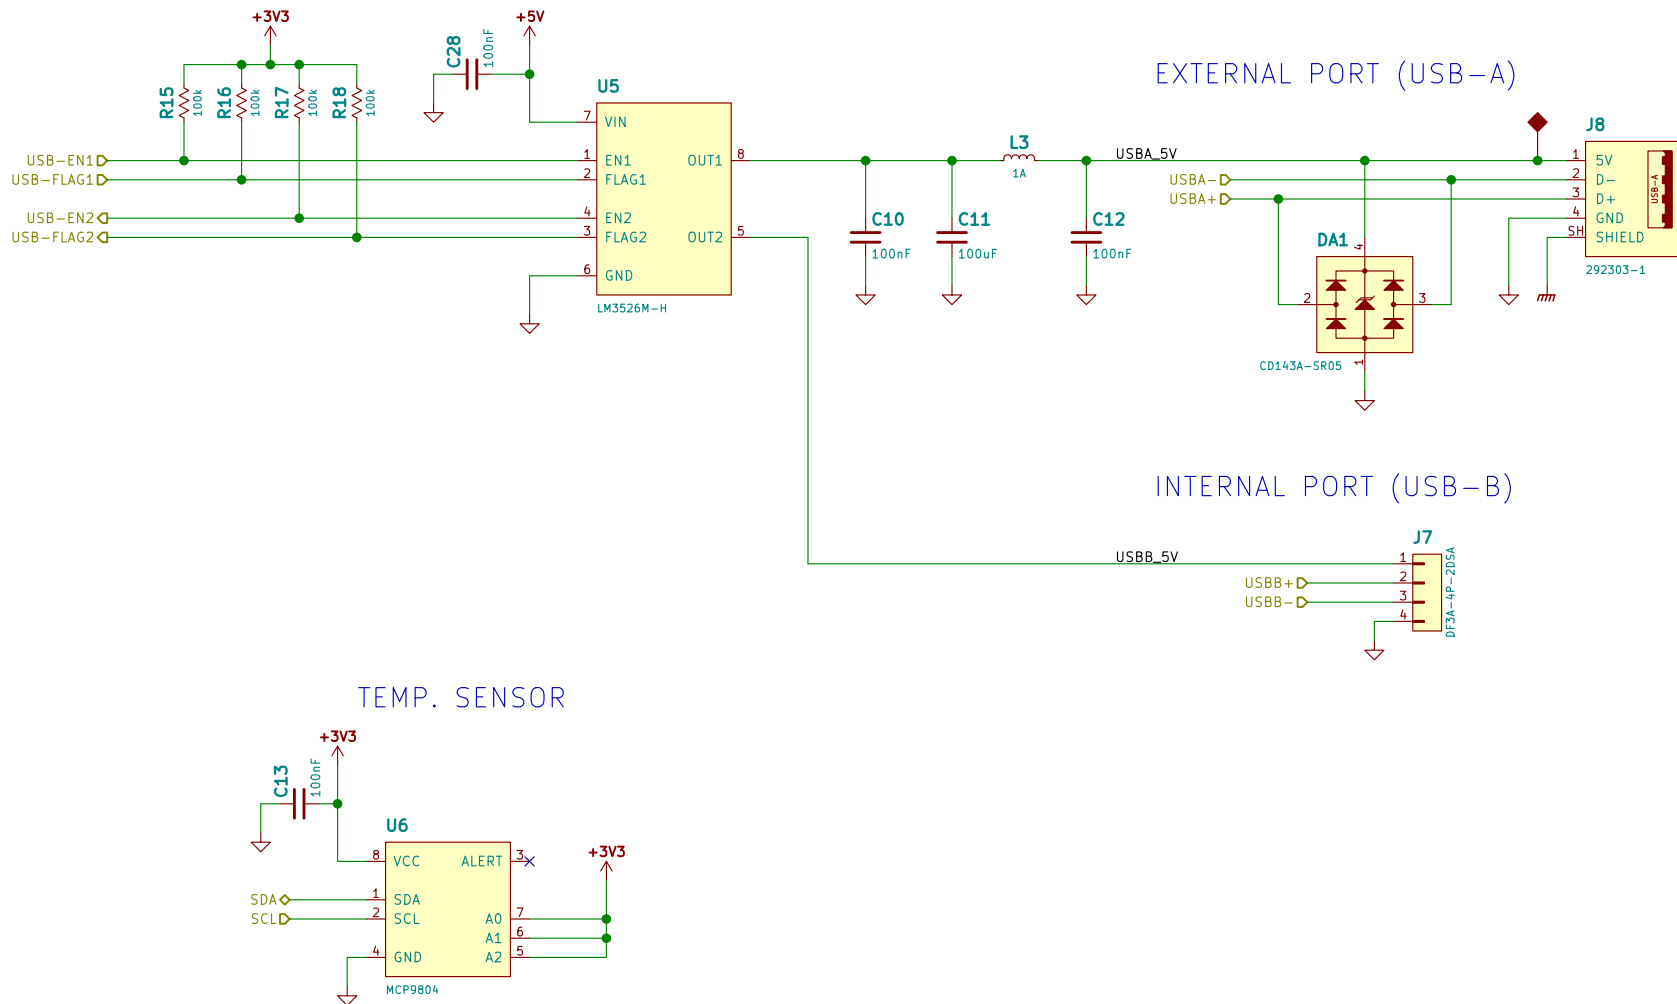 +3V3
+5V
C28
100nF
R15
100k
R16
100k
R17
100k
R18
100k
USB-EN1
USB-FLAG1
USB-EN2
USB-FLAG2
U5
7 VIN
1 EN1
2 FLAG1
4 EN2
3 FLAG2
6 GND
OUT1 8
OUT2 5
LM3526M-H
C10
100nF
C11
100uF
L3
1A
C12
100nF
USBA_5V
EXTERNAL PORT (USB-A)
USBA-
USBA+
DA1
4
2
3
1
CD143A-SR05
J8
1 5V
2 D-
3 D+
4 GND
SH SHIELD
USB-A
292303-1
INTERNAL PORT (USB-B)
USBB_5V
USBB+
USBB-
J7
1
2
3
4
DF3A-4P-2DSA
TEMP. SENSOR
+3V3
C13
100nF
U6
8 VCC
1 SDA
2 SCL
4 GND
ALERT 3
A0 7
A1 6
A2 5
SDA
SCL
+3V3
MCP9804